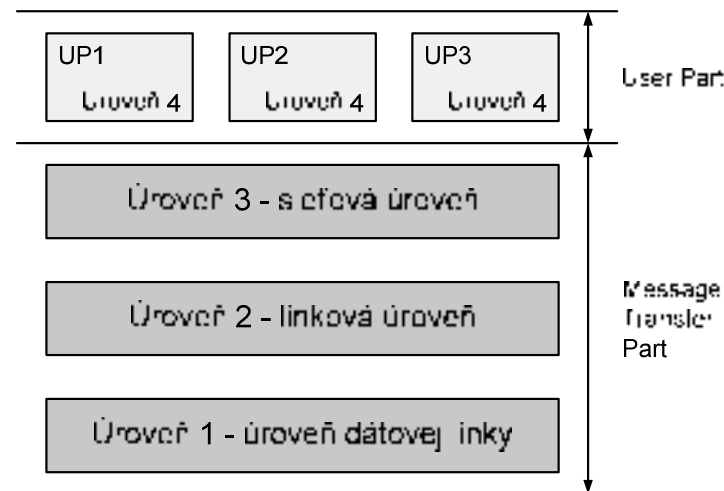 UP1
Úroveň 4
UP2
Úroveň 4
UP3
Úroveň 4
User Part
Úroveň 3 - sieťová úroveň
Úroveň 2 - linková úroveň
Úroveň 1 - úroveň dátovej linky
Message
Transfer
Part